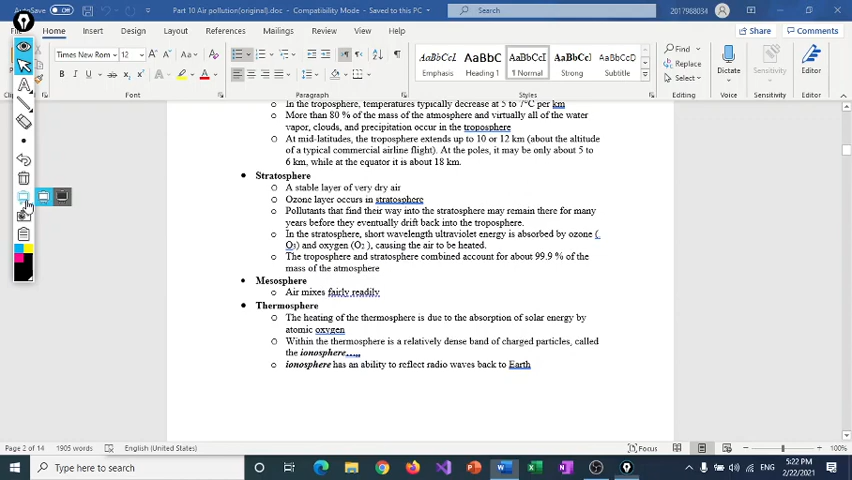 AutoSave Off Part 10 Air pollution(original).doc - Compatibility Mode - Saved to this PC Search 2017988034
File Home Insert Draw Design Layout References Mailings Review View Help Share Comments
Times New Rom 12 Find
Replace
Select
Dictate Sensitivity Editor
Emphasis Heading 1 1 Normal Strong Subtitle
Font Paragraph Styles Editing Voice Sensitivity Editor
In the troposphere, temperatures typically decrease at 5 to 7°C per km
More than 80 % of the mass of the atmosphere and virtually all of the water
vapor, clouds, and precipitation occur in the troposphere
At mid-latitudes, the troposphere extends up to 10 or 12 km (about the altitude
of a typical commercial airline flight). At the poles, it may be only about 5 to
6 km, while at the equator it is about 18 km.
Stratosphere
A stable layer of very dry air
Ozone layer occurs in stratosphere
Pollutants that find their way into the stratosphere may remain there for many
years before they eventually drift back into the troposphere.
In the stratosphere, short wavelength ultraviolet energy is absorbed by ozone (
O3) and oxygen (O2 ), causing the air to be heated.
The troposphere and stratosphere combined account for about 99.9 % of the
mass of the atmosphere
Mesosphere
Air mixes fairly readily
Thermosphere
The heating of the thermosphere is due to the absorption of solar energy by
atomic oxygen
Within the thermosphere is a relatively dense band of charged particles, called
the ionosphere…,,
ionosphere has an ability to reflect radio waves back to Earth
Page 2 of 14 1905 words English (United States) Focus 100%
Type here to search ENG 5:22 PM
2/22/2021